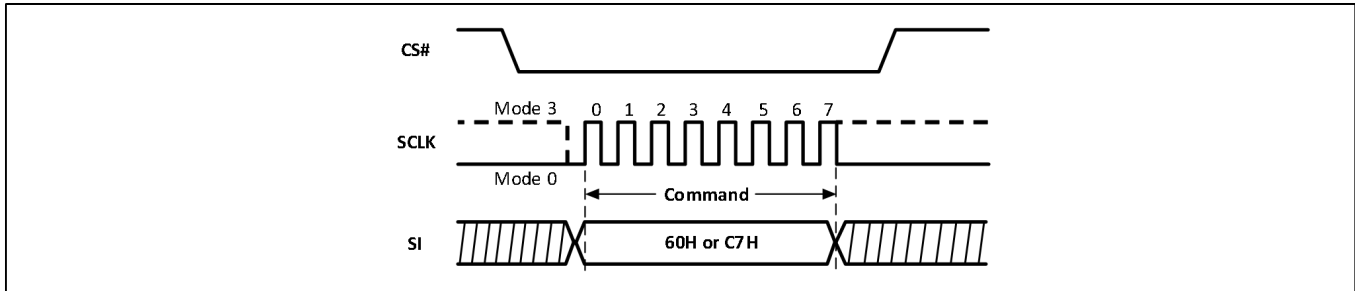 CS#
Mode 3 0 1 2 3 4 5 6 7
SCLK
Mode 0
Command
SI 60H or C7H